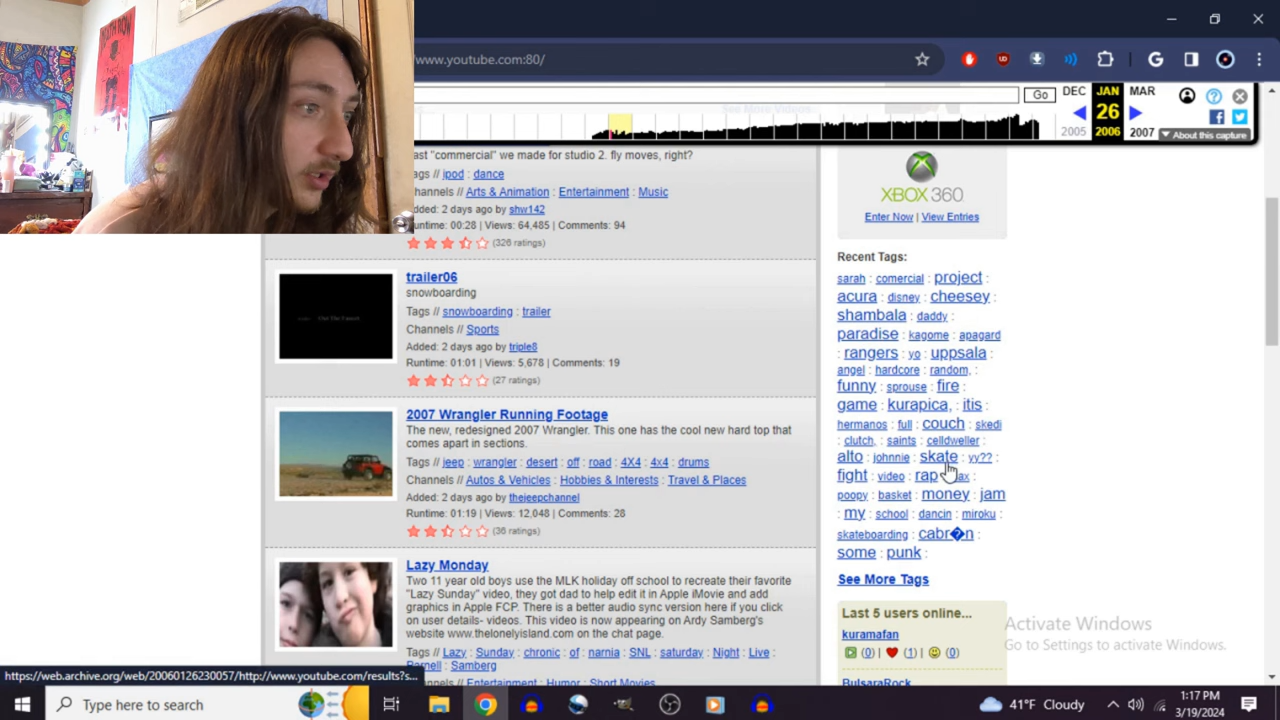 www.youtube.com:80/
Go
DEC
JAN
MAR
26
2005
2006
2007
About this capture
See More Videos
last "commercial" we made for studio 2. fly moves, right?
Tags // ipod : dance
Channels // Arts & Animation : Entertainment : Music
Added: 2 days ago by shw142
Runtime: 00:28 | Views: 64,485 | Comments: 94
(326 ratings)
trailer06
snowboarding
Tags // snowboarding : trailer
Channels // Sports
Added: 2 days ago by triple8
Runtime: 01:01 | Views: 5,678 | Comments: 19
(27 ratings)
2007 Wrangler Running Footage
The new, redesigned 2007 Wrangler. This one has the cool new hard top that
comes apart in sections.
Tags // jeep : wrangler : desert : off : road : 4X4 : 4x4 : drums
Channels // Autos & Vehicles : Hobbies & Interests : Travel & Places
Added: 2 days ago by thejeepchannel
Runtime: 01:19 | Views: 12,048 | Comments: 28
(36 ratings)
Lazy Monday
Two 11 year old boys use the MLK holiday off school to recreate their favorite
"Lazy Sunday" video, they got dad to help edit it in Apple iMovie and add
graphics in Apple FCP. There is a better audio sync version here if you click
on user details- videos. This video is now appearing on Ardy Samberg's
website www.thelonelyisland.com on the chat page.
Tags // Lazy : Sunday : chronic : of : narnia : SNL : saturday : Night : Live :
Parnell : Samberg
Channels // Entertainment : Humor : Short Movies
XBOX 360
Enter Now | View Entries
Recent Tags:
sarah : comercial : project :
acura : disney : cheesey :
shambala : daddy :
paradise : kagome : apagard
: rangers : yo : uppsala :
angel : hardcore : random, :
funny : sprouse : fire :
game : kurapica, : itis :
hermanos : full : couch : skedi
: clutch, : saints : celldweller :
alto : johnnie : skate : yy?? :
fight : video : rap : ax :
poopy : basket : money : jam
: my : school : dancin : miroku :
skateboarding : cabr�n :
some : punk :
See More Tags
Last 5 users online...
kuramafan
(0) | (1) | (0)
BulsaraRock
Activate Windows
Go to Settings to activate Windows.
https://web.archive.org/web/20060126230057/http://www.youtube.com/results?s...
Type here to search
41°F Cloudy
1:17 PM
3/19/2024